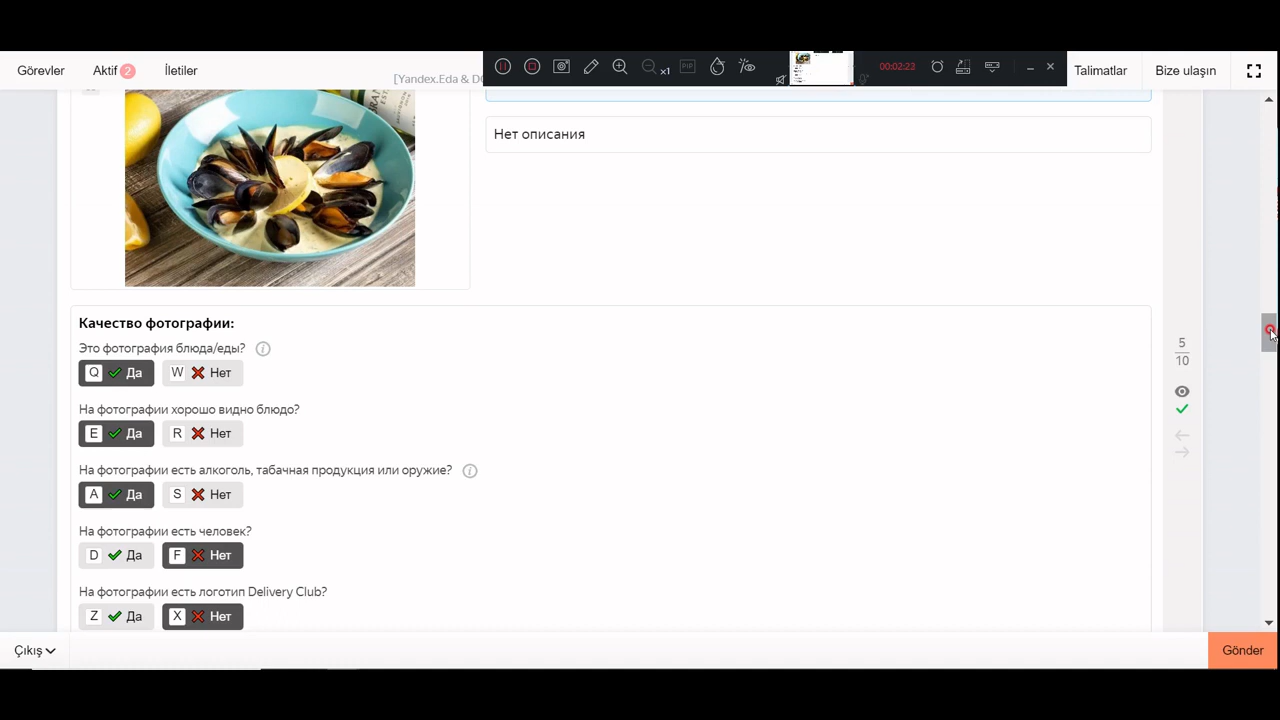 Görevler
Aktif 2
İletiler
[Yandex.Eda & D
x1
PIP
00:02:23
Talimatlar
Bize ulaşın
Нет описания
Качество фотографии:
Это фотография блюда/еды?
Q Да
W Нет
На фотографии хорошо видно блюдо?
E Да
R Нет
На фотографии есть алкоголь, табачная продукция или оружие?
A Да
S Нет
На фотографии есть человек?
D Да
F Нет
На фотографии есть логотип Delivery Club?
Z Да
X Нет
5
10
Çıkış
Gönder